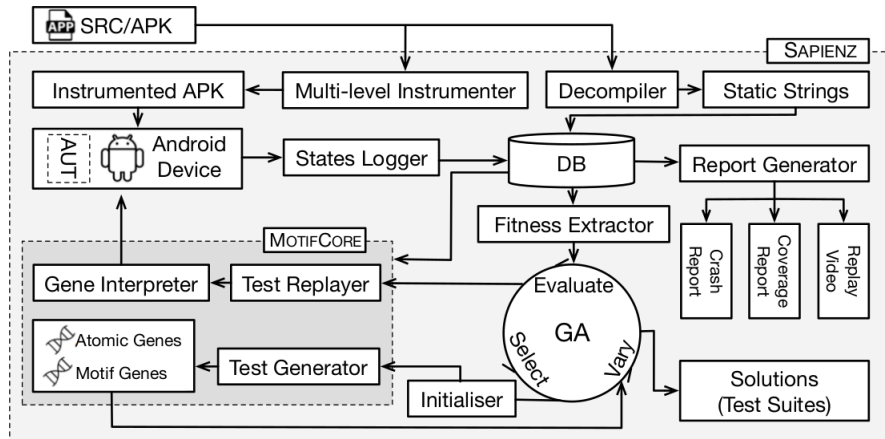 APP SRC/APK
SAPIENZ
Instrumented APK
Multi-level Instrumenter
Decompiler
Static Strings
AUT
Android
Device
States Logger
DB
Report Generator
Fitness Extractor
MOTIFCORE
Crash
Report
Coverage
Report
Replay
Video
Gene Interpreter
Test Replayer
Evaluate
GA
Select
Vary
Atomic Genes
Motif Genes
Test Generator
Initialiser
Solutions
(Test Suites)